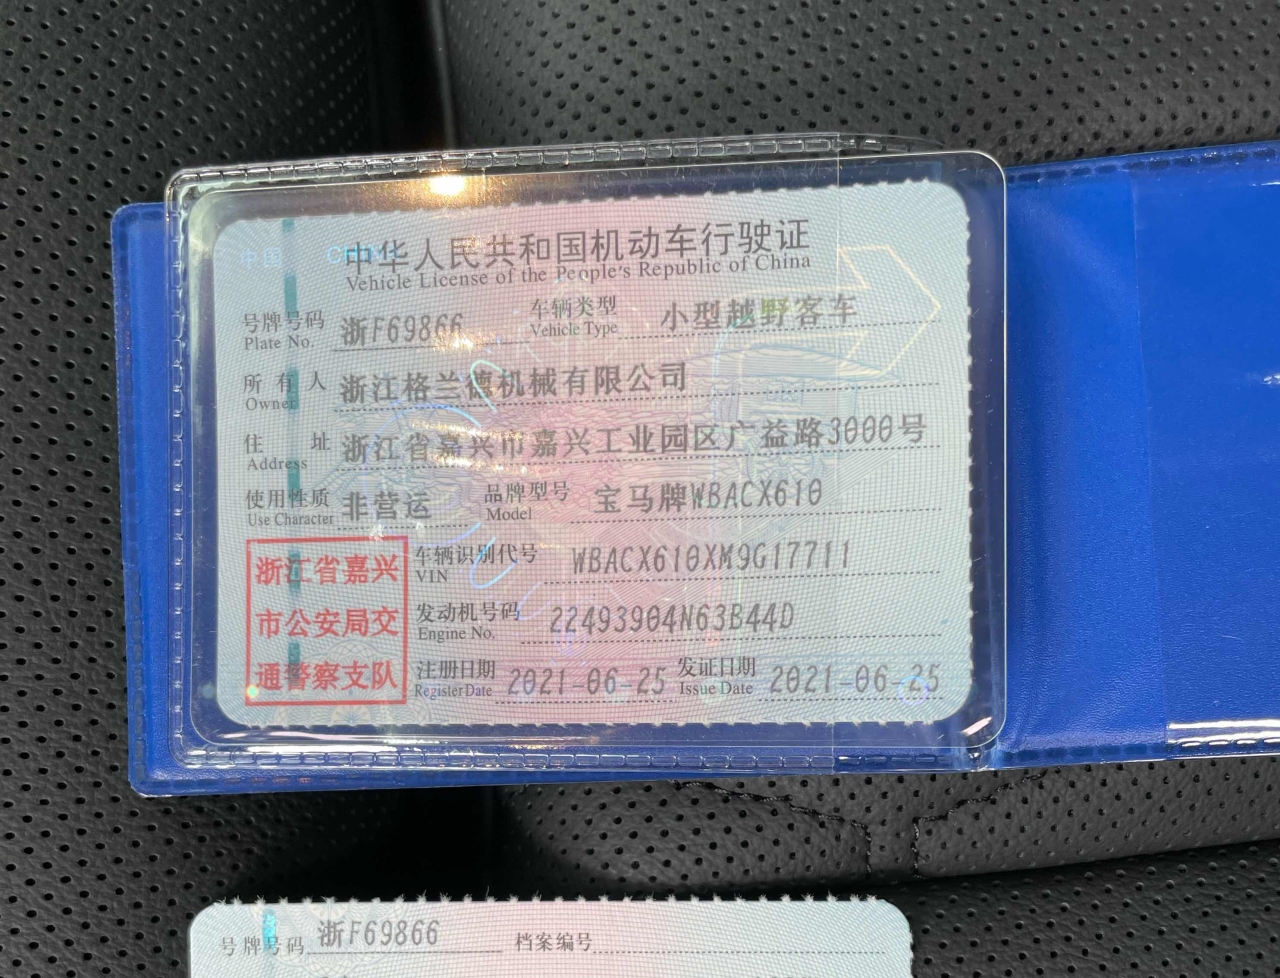 中国 CHINA
中华人民共和国机动车行驶证
Vehicle License of the People's Republic of China
号牌号码 浙F69866 车辆类型 小型越野客车
Plate No. Vehicle Type
所有人 浙江格兰德机械有限公司
Owner
住址 浙江省嘉兴市嘉兴工业园区广益路3000号
Address
使用性质 非营运 品牌型号 宝马牌WBACX610
Use Character Model
浙江省嘉兴
市公安局交
通警察支队
车辆识别代号 WBACX610XM9G17711
VIN
发动机号码 22493904N63B44D
Engine No.
注册日期 2021-06-25 发证日期 2021-06-25
Register Date Issue Date
号牌号码 浙F69866 档案编号